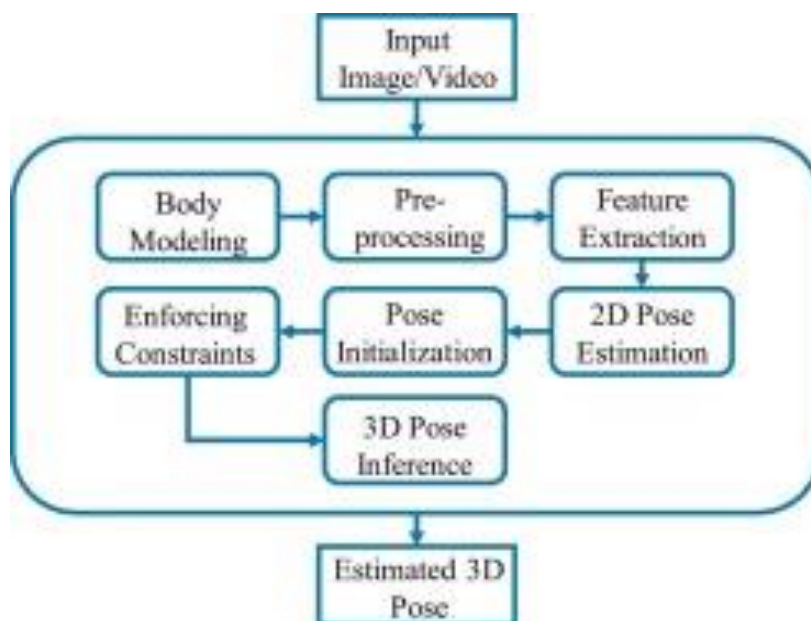 Input
Image/Video
Body
Modeling
Pre-
processing
Feature
Extraction
2D Pose
Estimation
Pose
Initialization
Enforcing
Constraints
3D Pose
Inference
Estimated 3D
Pose